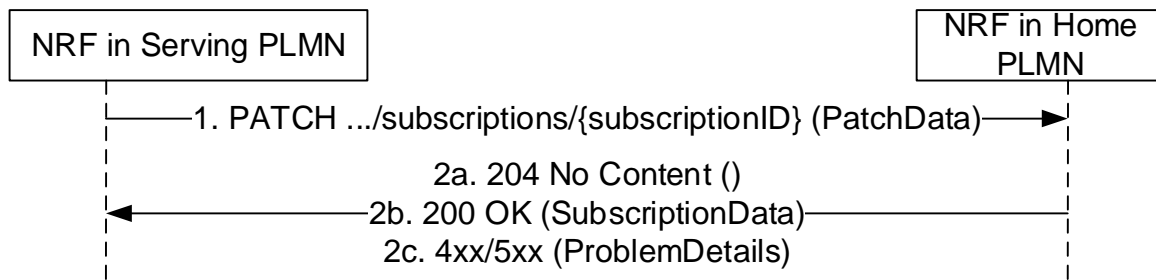 NRF in Serving PLMN
NRF in Home
PLMN
1. PATCH .../subscriptions/{subscriptionID} (PatchData)
2a. 204 No Content ()
2b. 200 OK (SubscriptionData)
2c. 4xx/5xx (ProblemDetails)